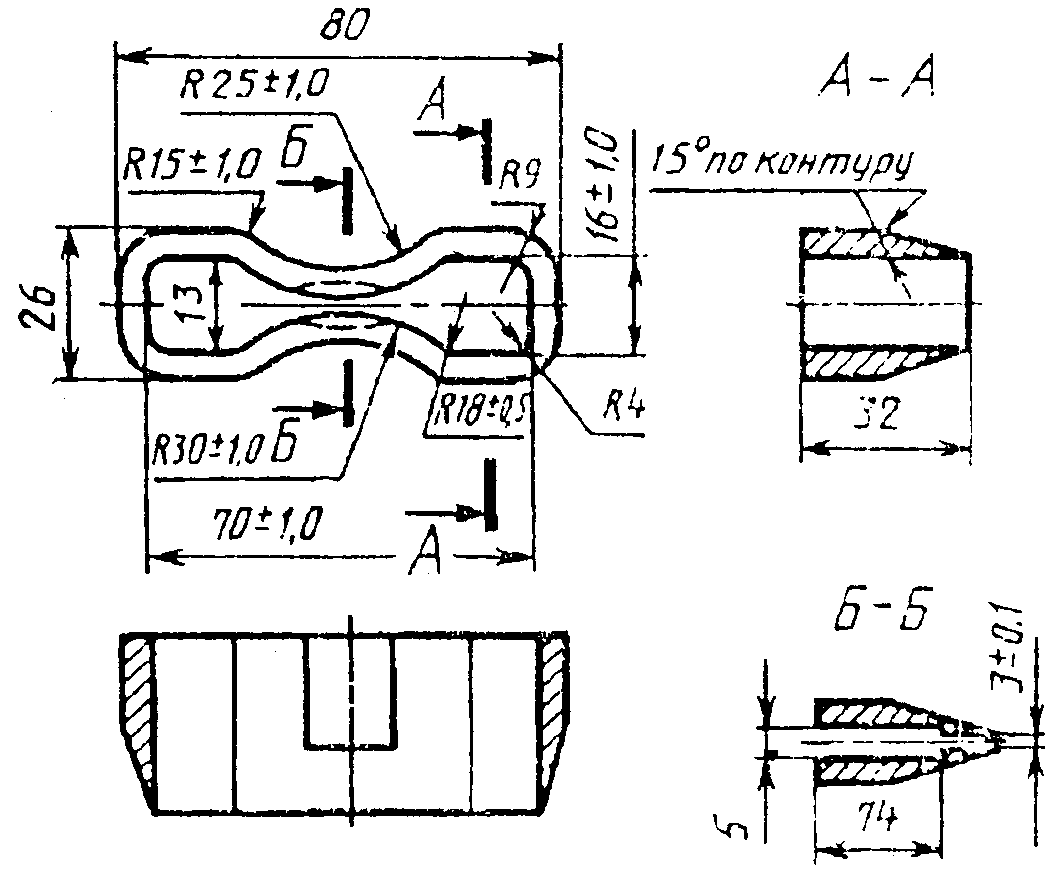 80
R25±1,0
А
А – А
R15±1,0
Б
R9
16±1,0
15° по контуру
26
13
R18±0,5
R4
32
R30±1,0
Б
70±1,0
А
Б – Б
3±0.1
5
74